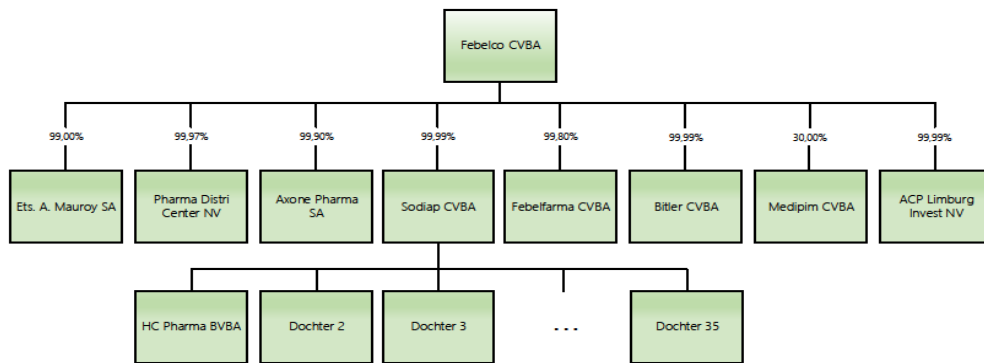 Febelco CVBA
99,00%
99,97%
99,90%
99,99%
99,80%
99,99%
30,00%
99,99%
Ets. A. Mauroy SA
Pharma Distri
Center NV
Axone Pharma
SA
Sodiap CVBA
Febelfarma CVBA
Bitler CVBA
Medipim CVBA
ACP Limburg
Invest NV
HC Pharma BVBA
Dochter 2
Dochter 3
...
Dochter 35